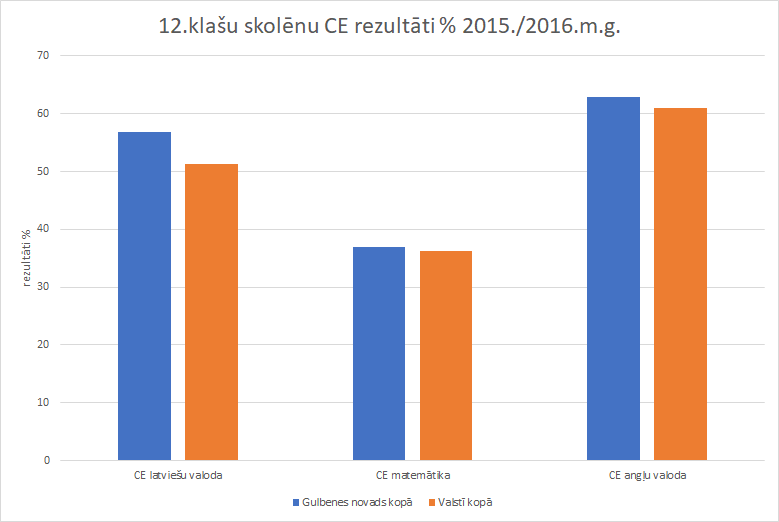 12.klašu skolēnu CE rezultāti % 2015./2016.m.g.
70
60
50
40
30
20
10
0
rezultāti %
CE latviešu valoda
CE matemātika
CE angļu valoda
Gulbenes novads kopā
Valstī kopā